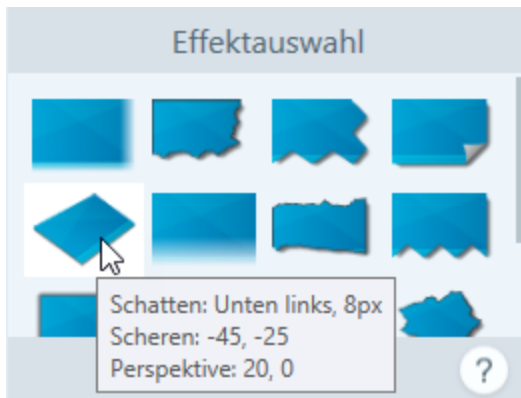 Effektauswahl
Schatten: Unten links, 8px
Scheren: -45, -25
Perspektive: 20, 0
?